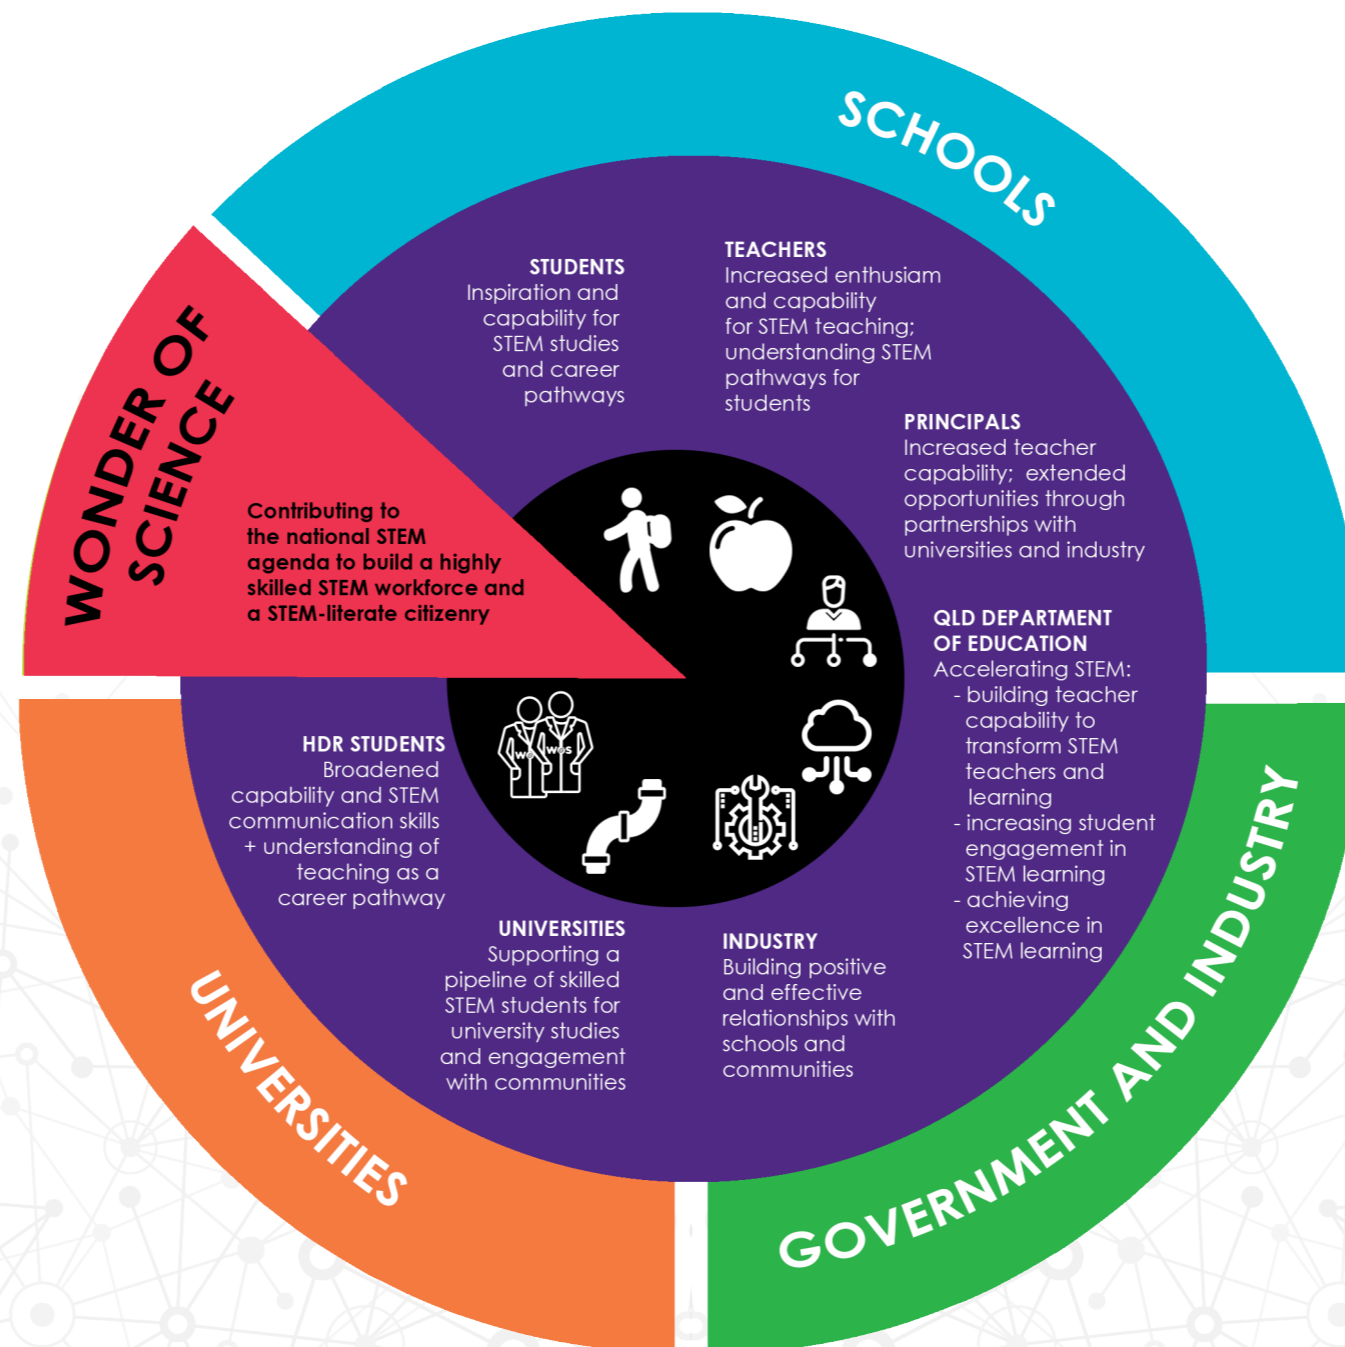 SCHOOLS
STUDENTS
Inspiration and
capability for
STEM studies
and career
pathways
TEACHERS
Increased enthusiam
and capability
for STEM teaching;
understanding STEM
pathways for
students
PRINCIPALS
Increased teacher
capability; extended
opportunities through
partnerships with
universities and industry
WONDER OF
SCIENCE
Contributing to
the national STEM
agenda to build a highly
skilled STEM workforce and
a STEM-literate citizenry
QLD DEPARTMENT
OF EDUCATION
Accelerating STEM:
- building teacher
capability to
transform STEM
teachers and
learning
- increasing student
engagement in
STEM learning
- achieving
excellence in
STEM learning
GOVERNMENT AND INDUSTRY
INDUSTRY
Building positive
and effective
relationships with
schools and
communities
UNIVERSITIES
Supporting a
pipeline of skilled
STEM students for
university studies
and engagement
with communities
HDR STUDENTS
Broadened
capability and STEM
communication skills
+ understanding of
teaching as a
career pathway
WO
WOS
UNIVERSITIES